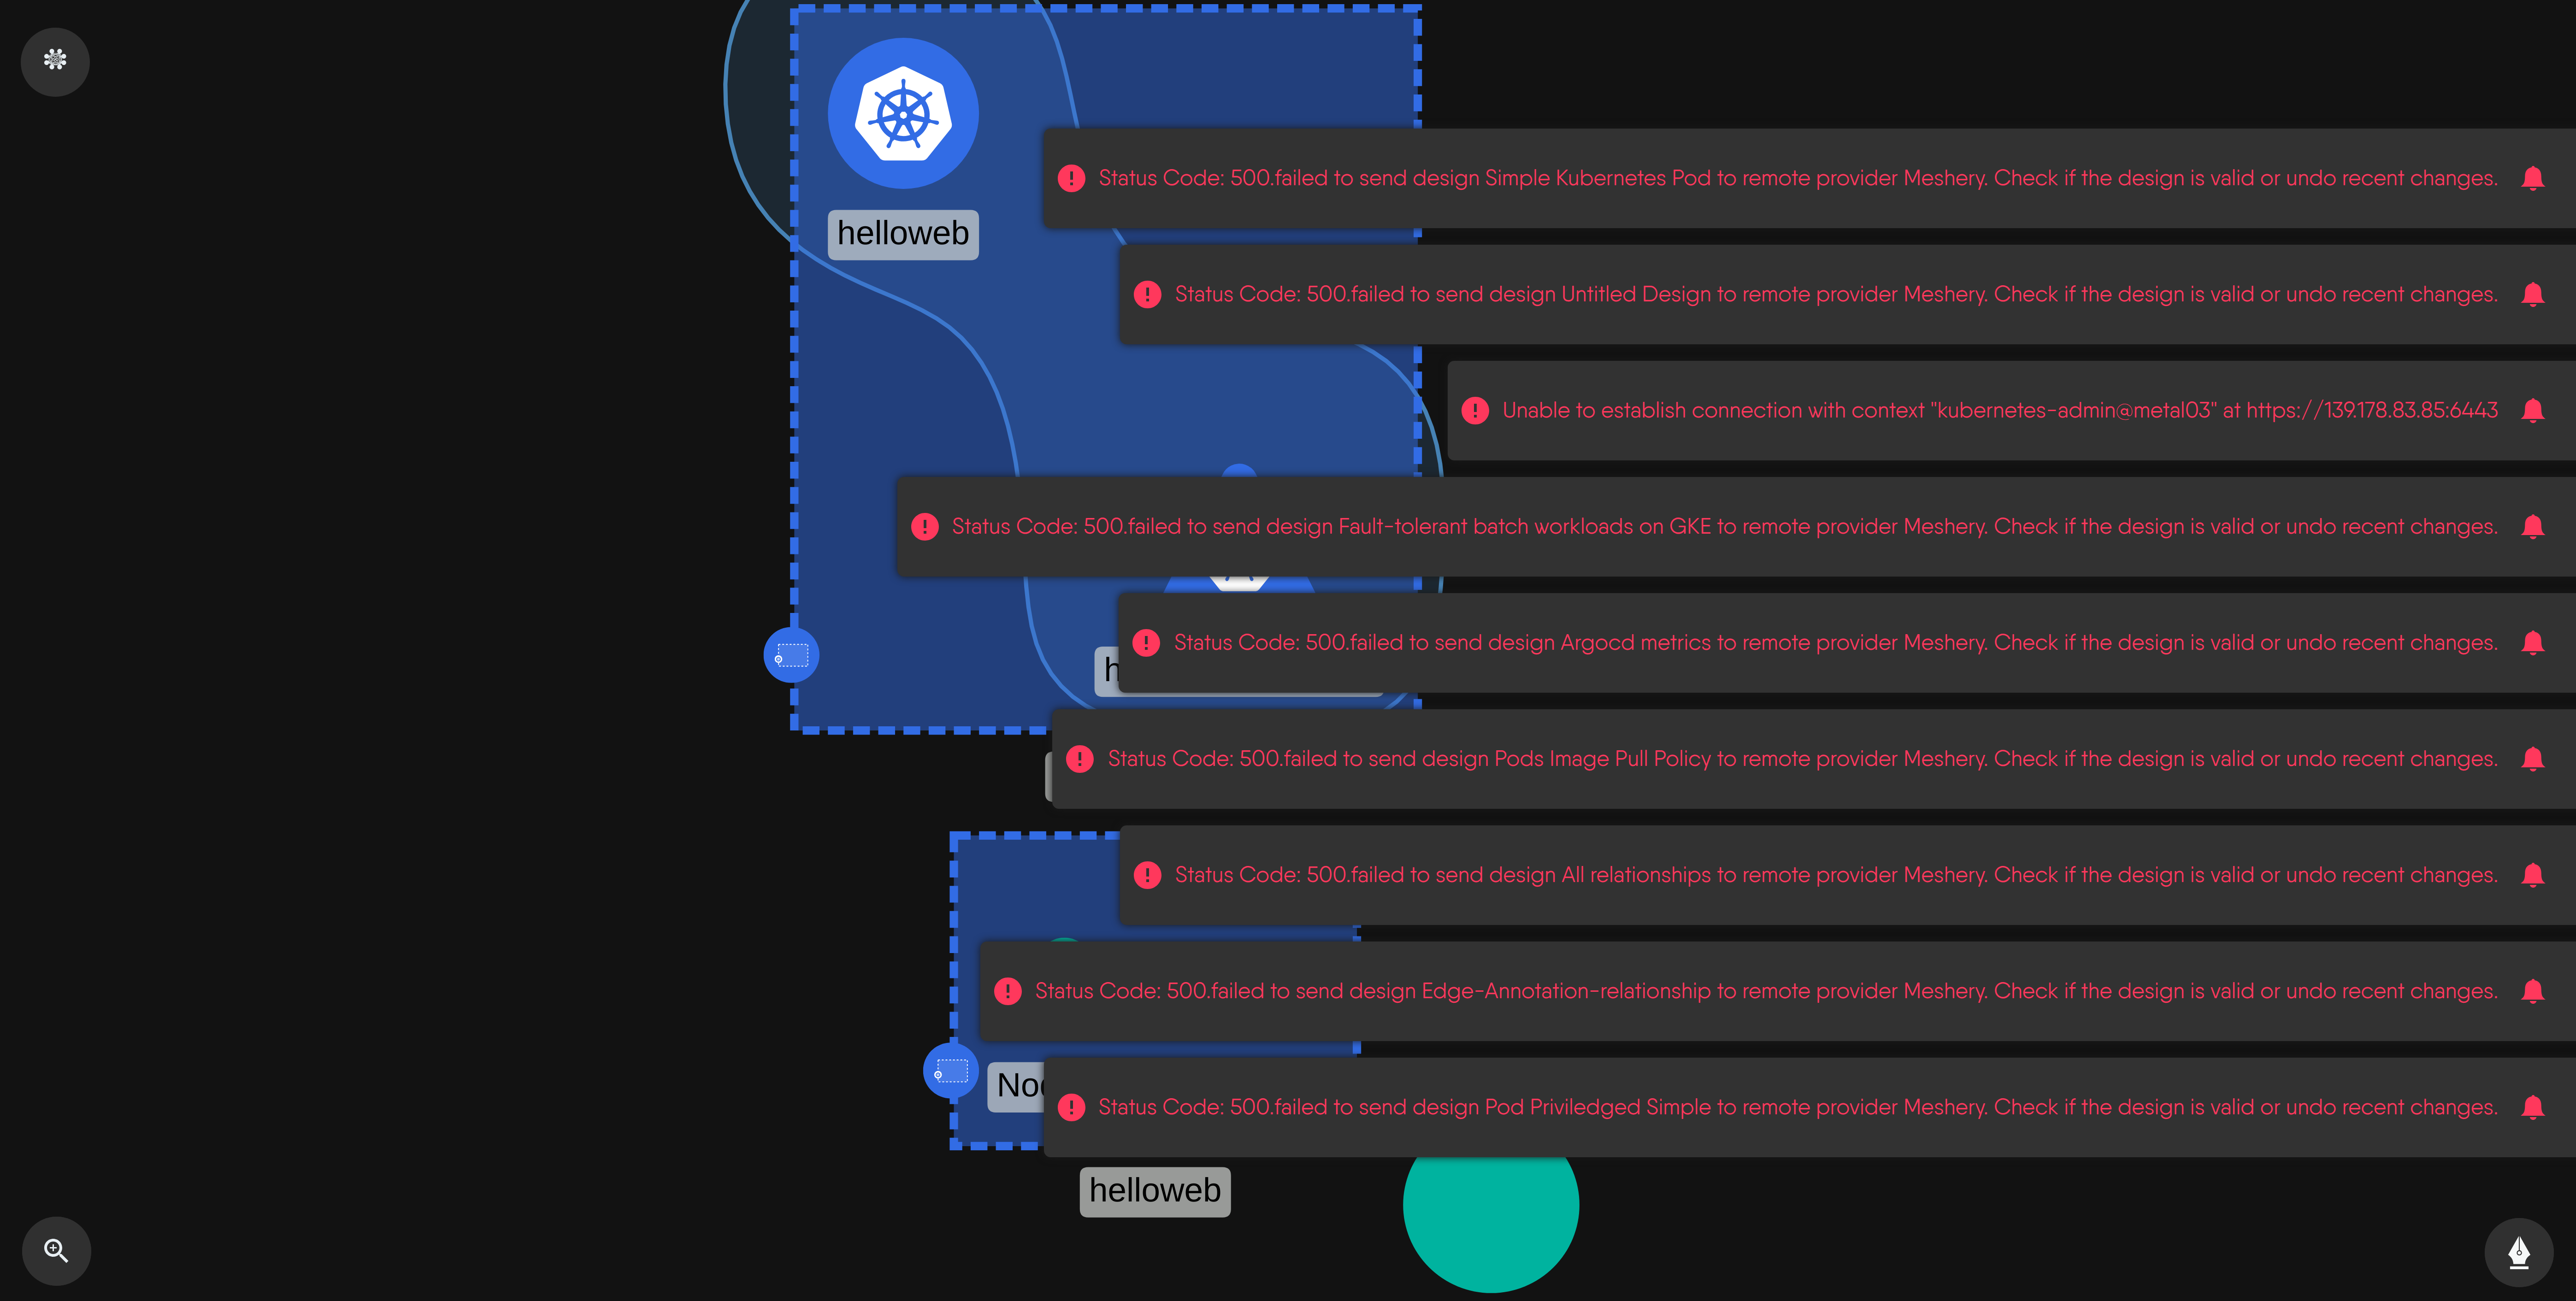 helloweb
Status Code: 500.failed to send design Simple Kubernetes Pod to remote provider Meshery. Check if the design is valid or undo recent changes.
Status Code: 500.failed to send design Untitled Design to remote provider Meshery. Check if the design is valid or undo recent changes.
Unable to establish connection with context "kubernetes-admin@metal03" at https://139.178.83.85:6443
Status Code: 500.failed to send design Fault-tolerant batch workloads on GKE to remote provider Meshery. Check if the design is valid or undo recent changes.
Status Code: 500.failed to send design Argocd metrics to remote provider Meshery. Check if the design is valid or undo recent changes.
Status Code: 500.failed to send design Pods Image Pull Policy to remote provider Meshery. Check if the design is valid or undo recent changes.
Status Code: 500.failed to send design All relationships to remote provider Meshery. Check if the design is valid or undo recent changes.
Status Code: 500.failed to send design Edge-Annotation-relationship to remote provider Meshery. Check if the design is valid or undo recent changes.
Status Code: 500.failed to send design Pod Priviledged Simple to remote provider Meshery. Check if the design is valid or undo recent changes.
helloweb